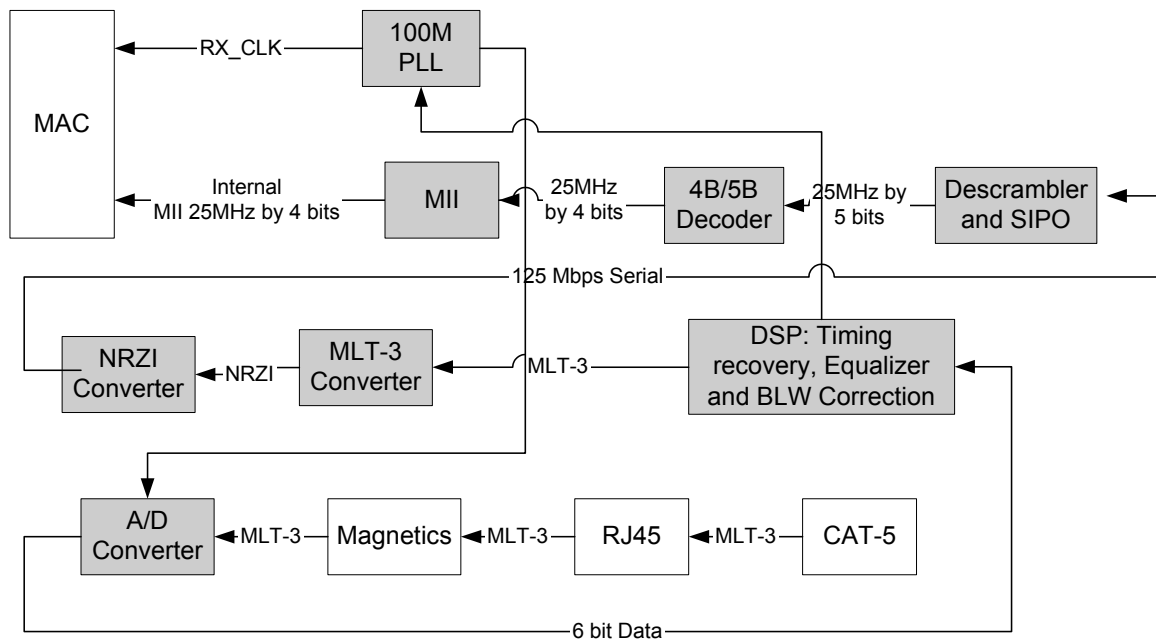 RX_CLK
100M
PLL
MAC
Internal
MII 25MHz by 4 bits
MII
25MHz
by 4 bits
4B/5B
Decoder
25MHz by
5 bits
Descrambler
and SIPO
125 Mbps Serial
NRZI
Converter
NRZI
MLT-3
Converter
MLT-3
DSP: Timing
recovery, Equalizer
and BLW Correction
A/D
Converter
MLT-3
Magnetics
MLT-3
RJ45
MLT-3
CAT-5
6 bit Data